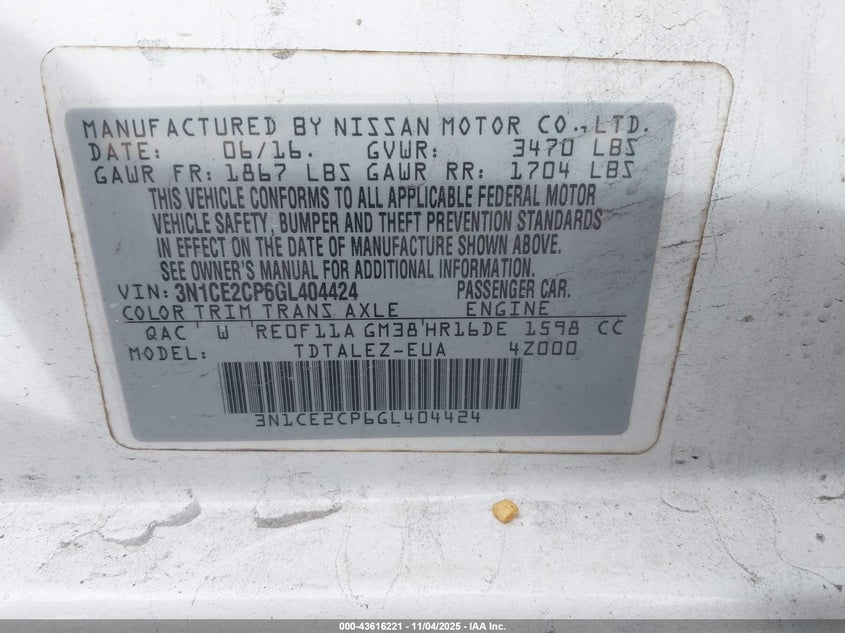 MANUFACTURED BY NISSAN MOTOR CO., LTD.
DATE: 06/16. GVWR: 3470 LBS
GAWR FR: 1867 LBS GAWR RR: 1704 LBS
THIS VEHICLE CONFORMS TO ALL APPLICABLE FEDERAL MOTOR
VEHICLE SAFETY, BUMPER AND THEFT PREVENTION STANDARDS
IN EFFECT ON THE DATE OF MANUFACTURE SHOWN ABOVE.
SEE OWNER'S MANUAL FOR ADDITIONAL INFORMATION.
VIN: 3N1CE2CP6GL404424 PASSENGER CAR.
COLOR TRIM TRANS AXLE ENGINE
QAC W RE0F11A GM38 HR16DE 1598 CC
MODEL: TDTALEZ-EUA 4Z000
3N1CE2CP6GL404424
000-43616221 - 11/04/2025 - IAA Inc.